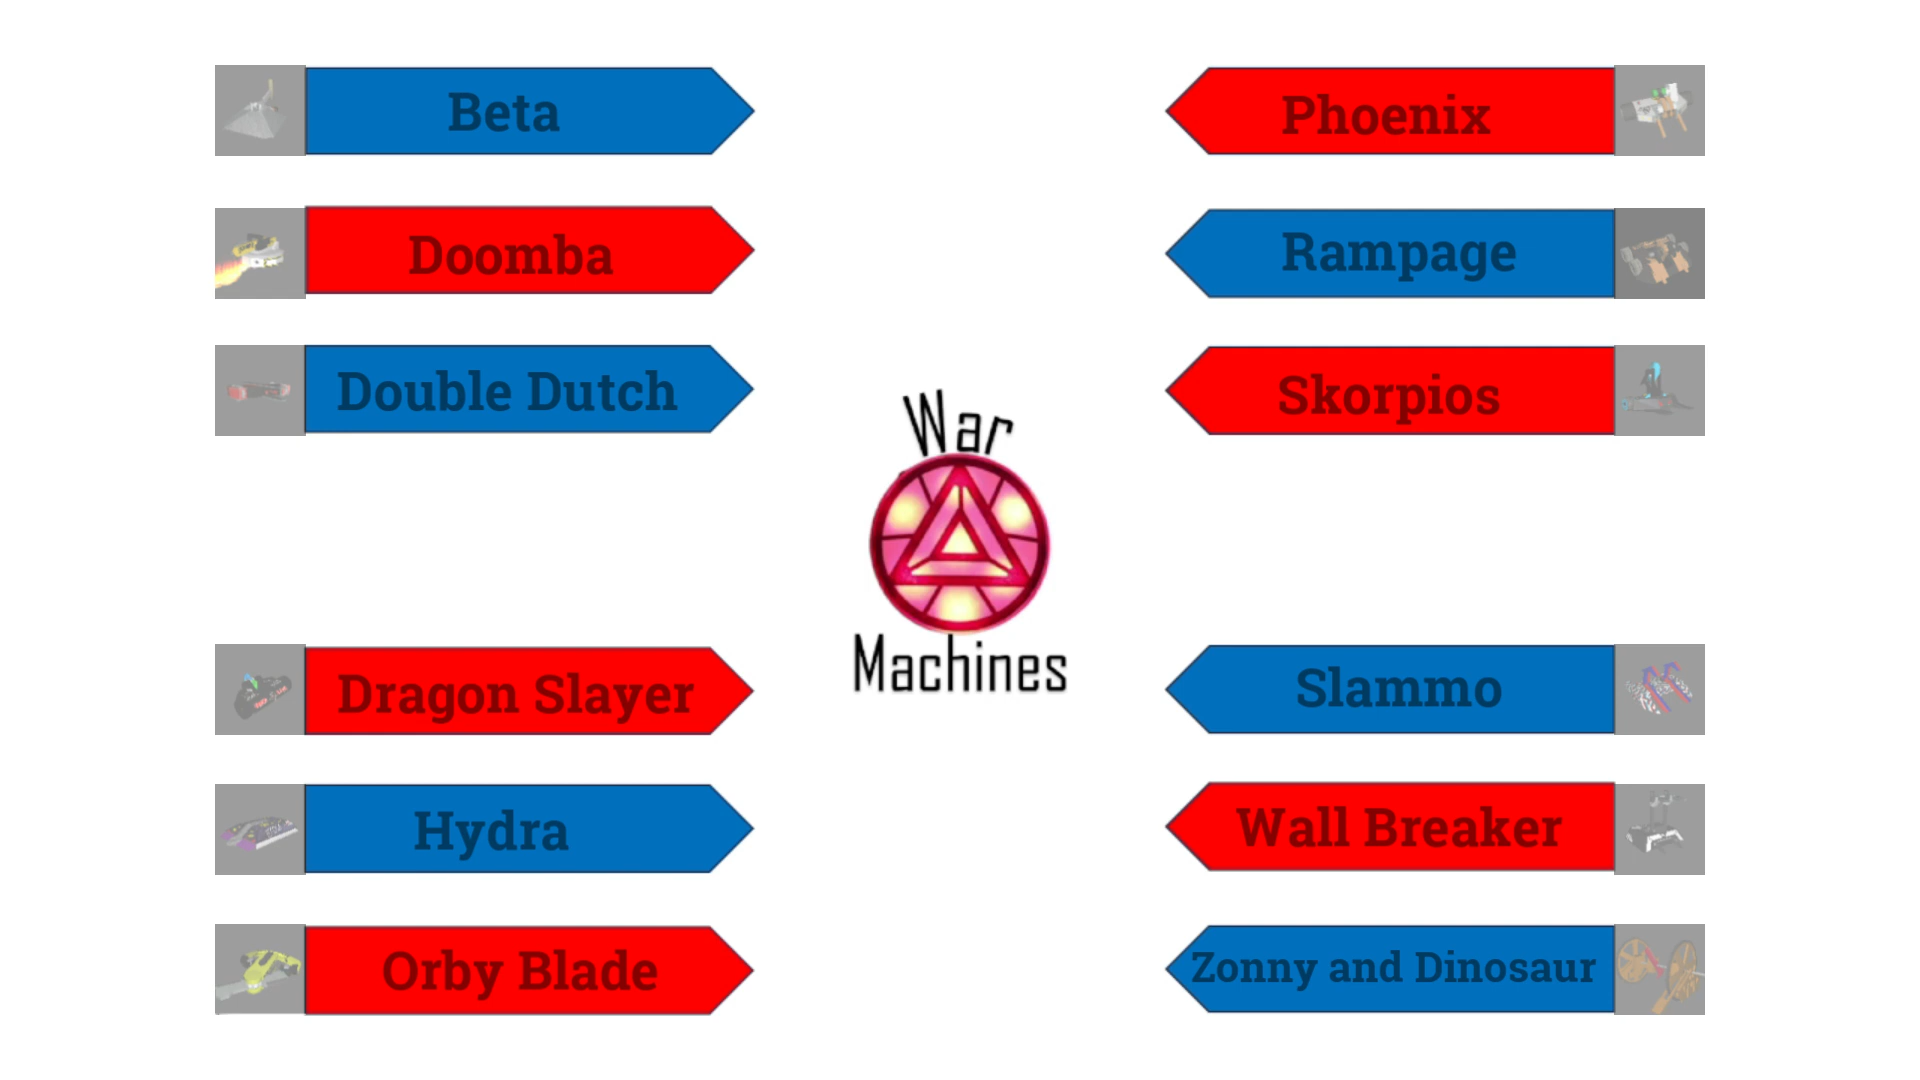 Beta
Doomba
Double Dutch
Dragon Slayer
Hydra
Orby Blade
War
Machines
Phoenix
Rampage
Skorpios
Slammo
Wall Breaker
Zonny and Dinosaur